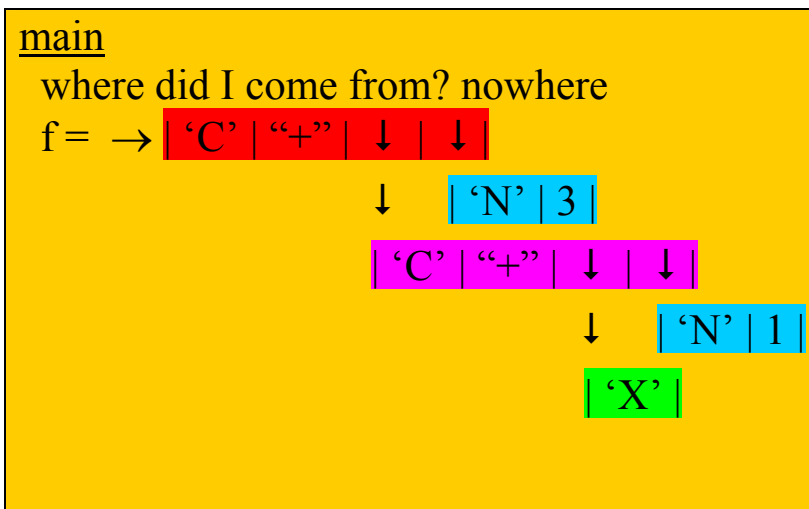 main
where did I come from? nowhere
f = → | ‘C’ | “+” | ↓ | ↓ |
↓ | ‘N’ | 3 |
| ‘C’ | “+” | ↓ | ↓ |
↓ | ‘N’ | 1 |
| ‘X’ |